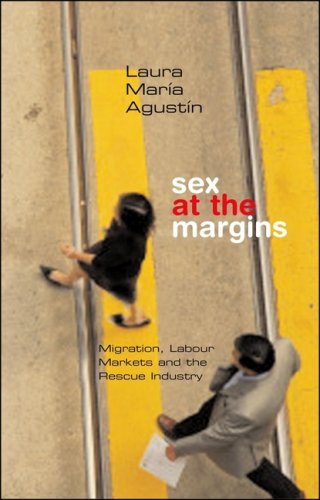 Laura
María
Agustín
sex
at the
margins
Migration, Labour
Markets and the
Rescue Industry